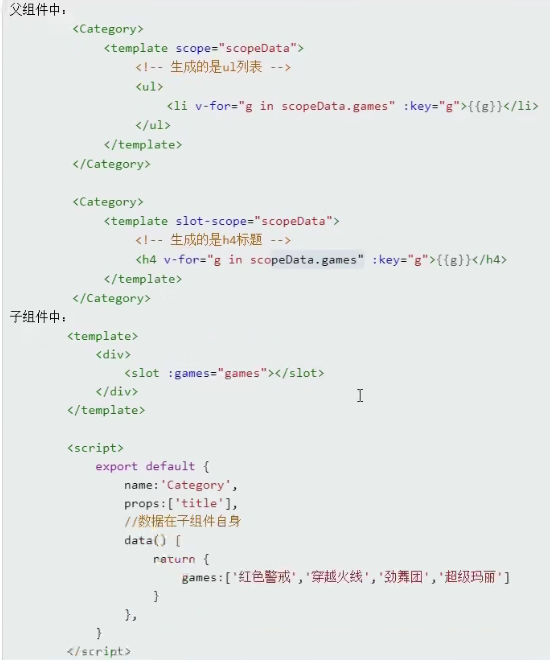 父组件中：
<Category>
<template scope="scopeData">
<!-- 生成的是ul列表 -->
<ul>
<li v-for="g in scopeData.games" :key="g">{{g}}</li>
</ul>
</template>
</Category>
<Category>
<template slot-scope="scopeData">
<!-- 生成的是h4标题 -->
<h4 v-for="g in scopeData.games" :key="g">{{g}}</h4>
</template>
</Category>
子组件中：
<template>
<div>
<slot :games="games"></slot>
</div>
</template>
<script>
export default {
name:'Category',
props:['title'],
//数据在子组件自身
data() {
return {
games:['红色警戒','穿越火线','劲舞团','超级玛丽']
}
},
}
</script>